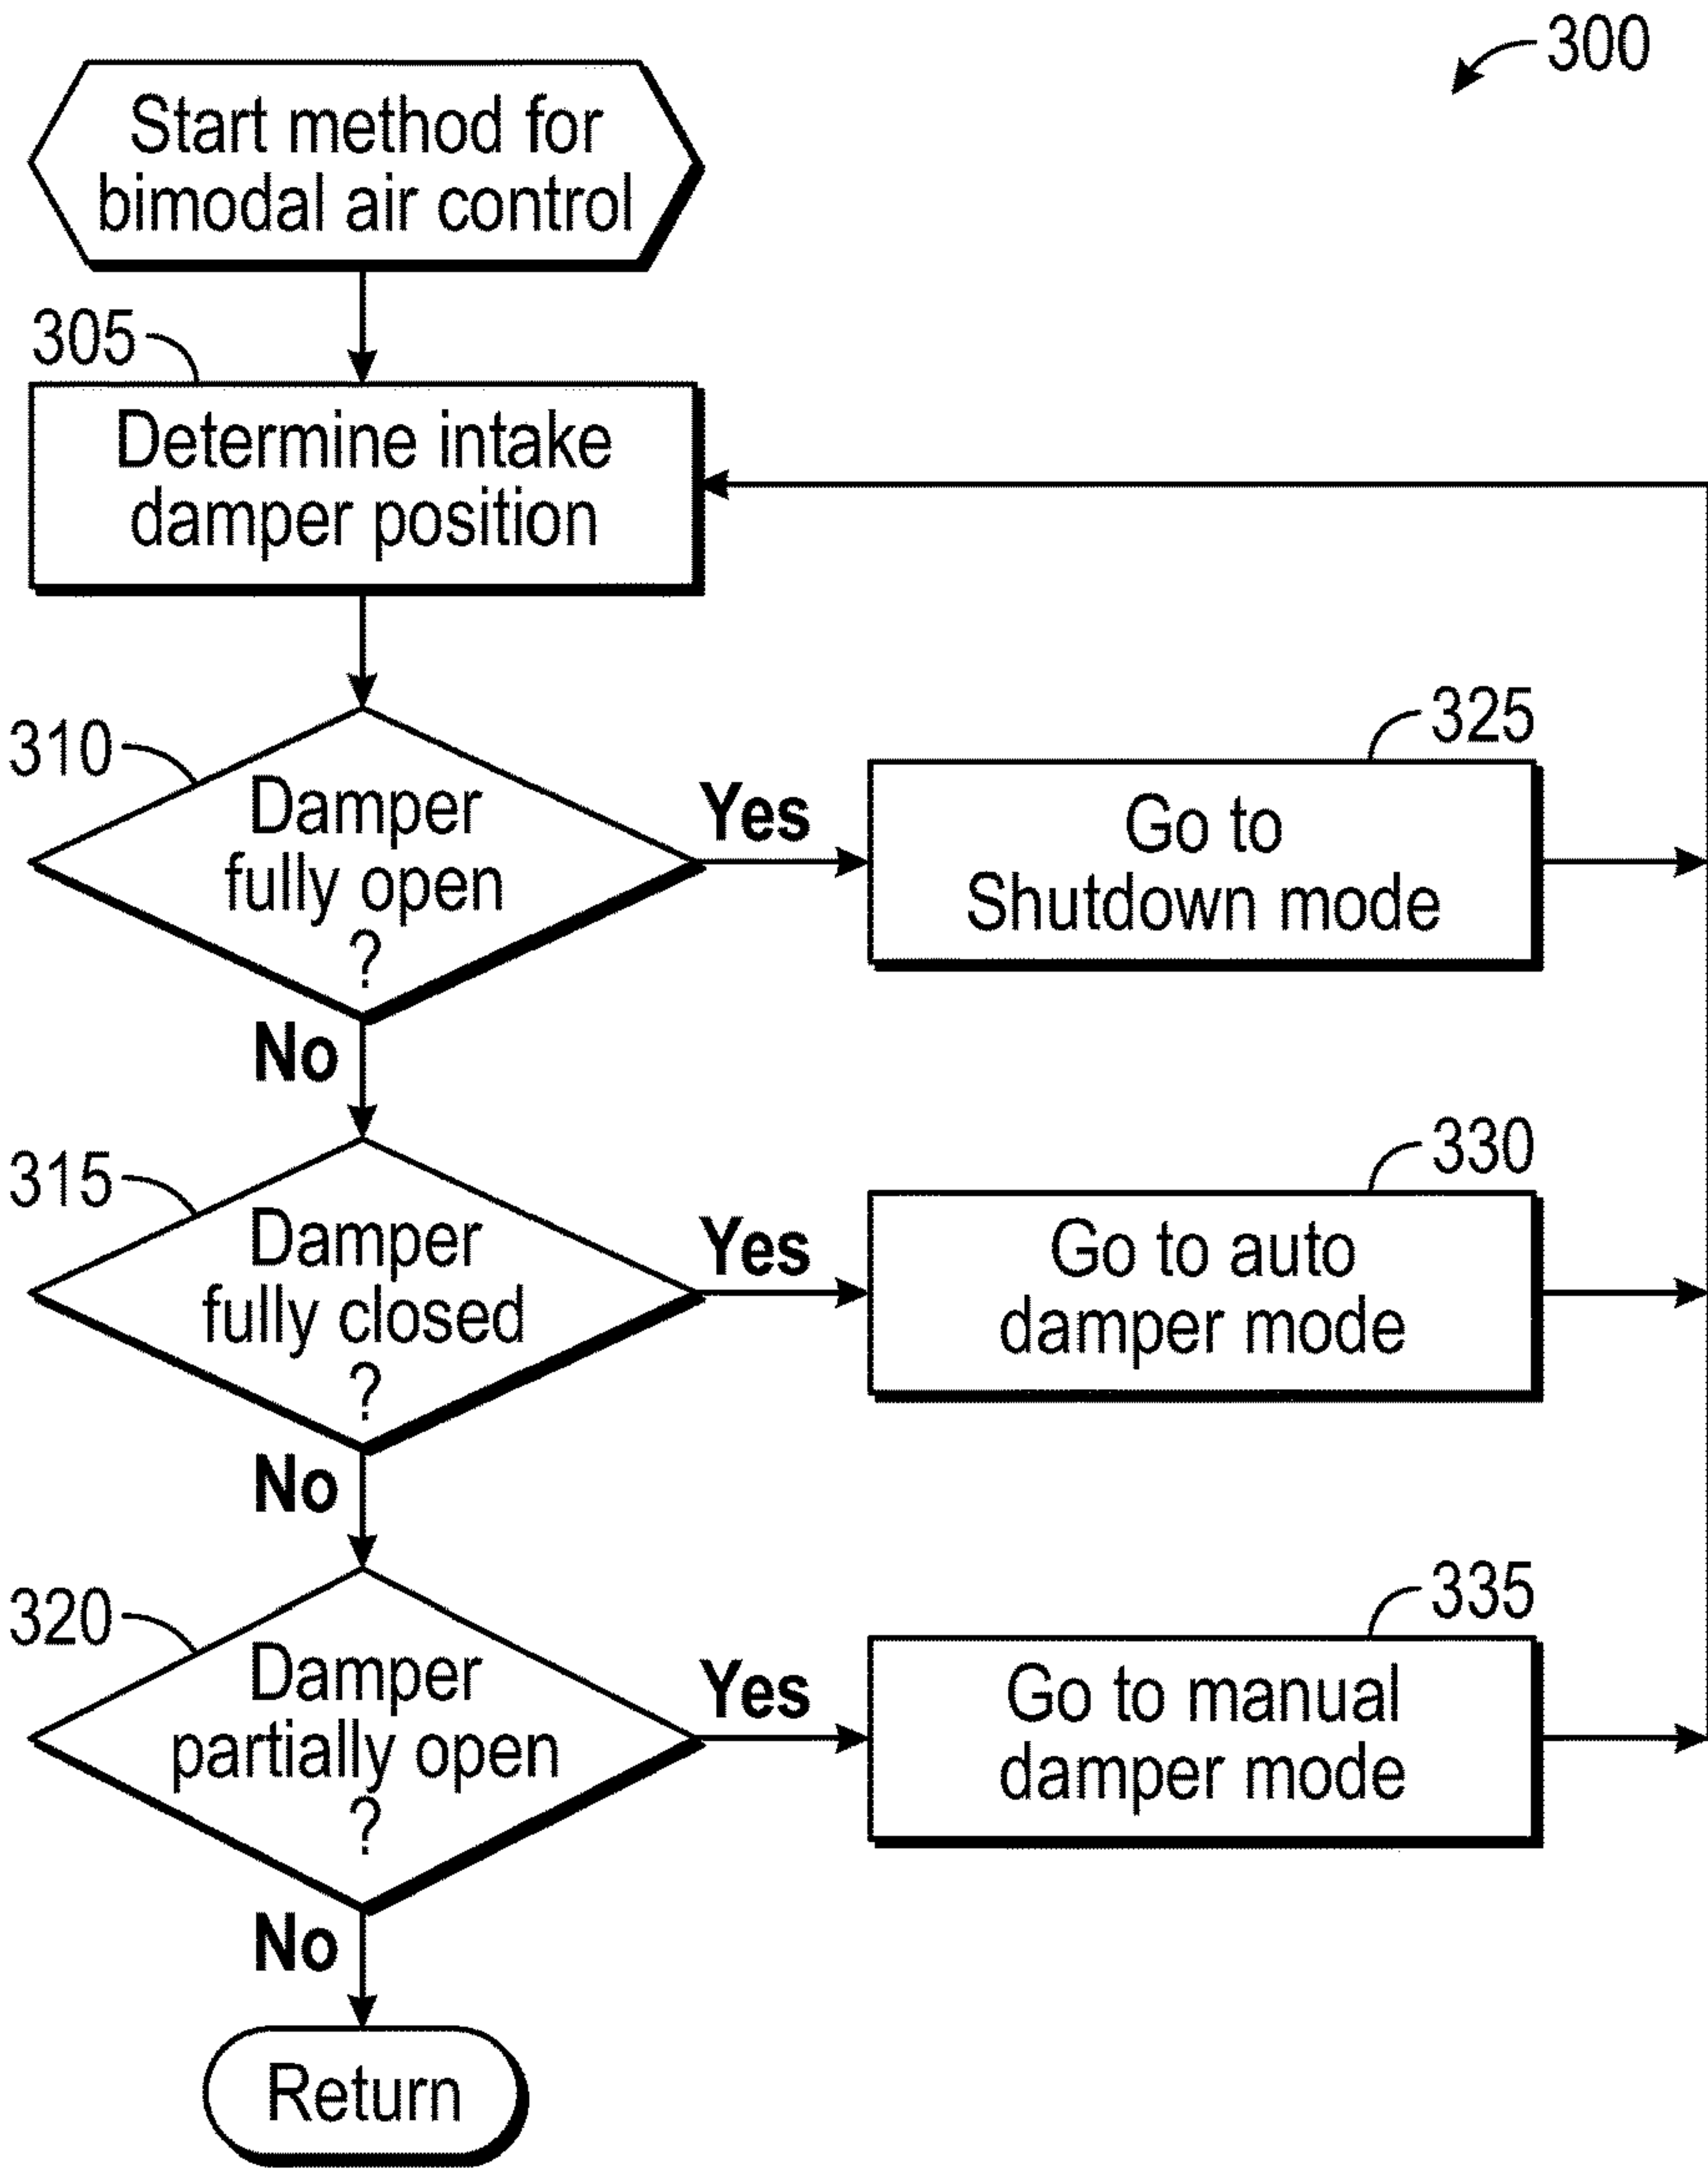 300
Start method for
bimodal air control
305
Determine intake
damper position
310
Damper
fully open
?
Yes
325
Go to
Shutdown mode
No
315
Damper
fully closed
?
Yes
330
Go to auto
damper mode
No
320
Damper
partially open
?
Yes
335
Go to manual
damper mode
No
Return